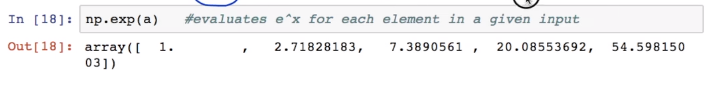 In [18]: np.exp(a)   #evaluates e^x for each element in a given input
Out[18]: array([  1.        ,   2.71828183,   7.3890561 ,  20.08553692,  54.598150
03])